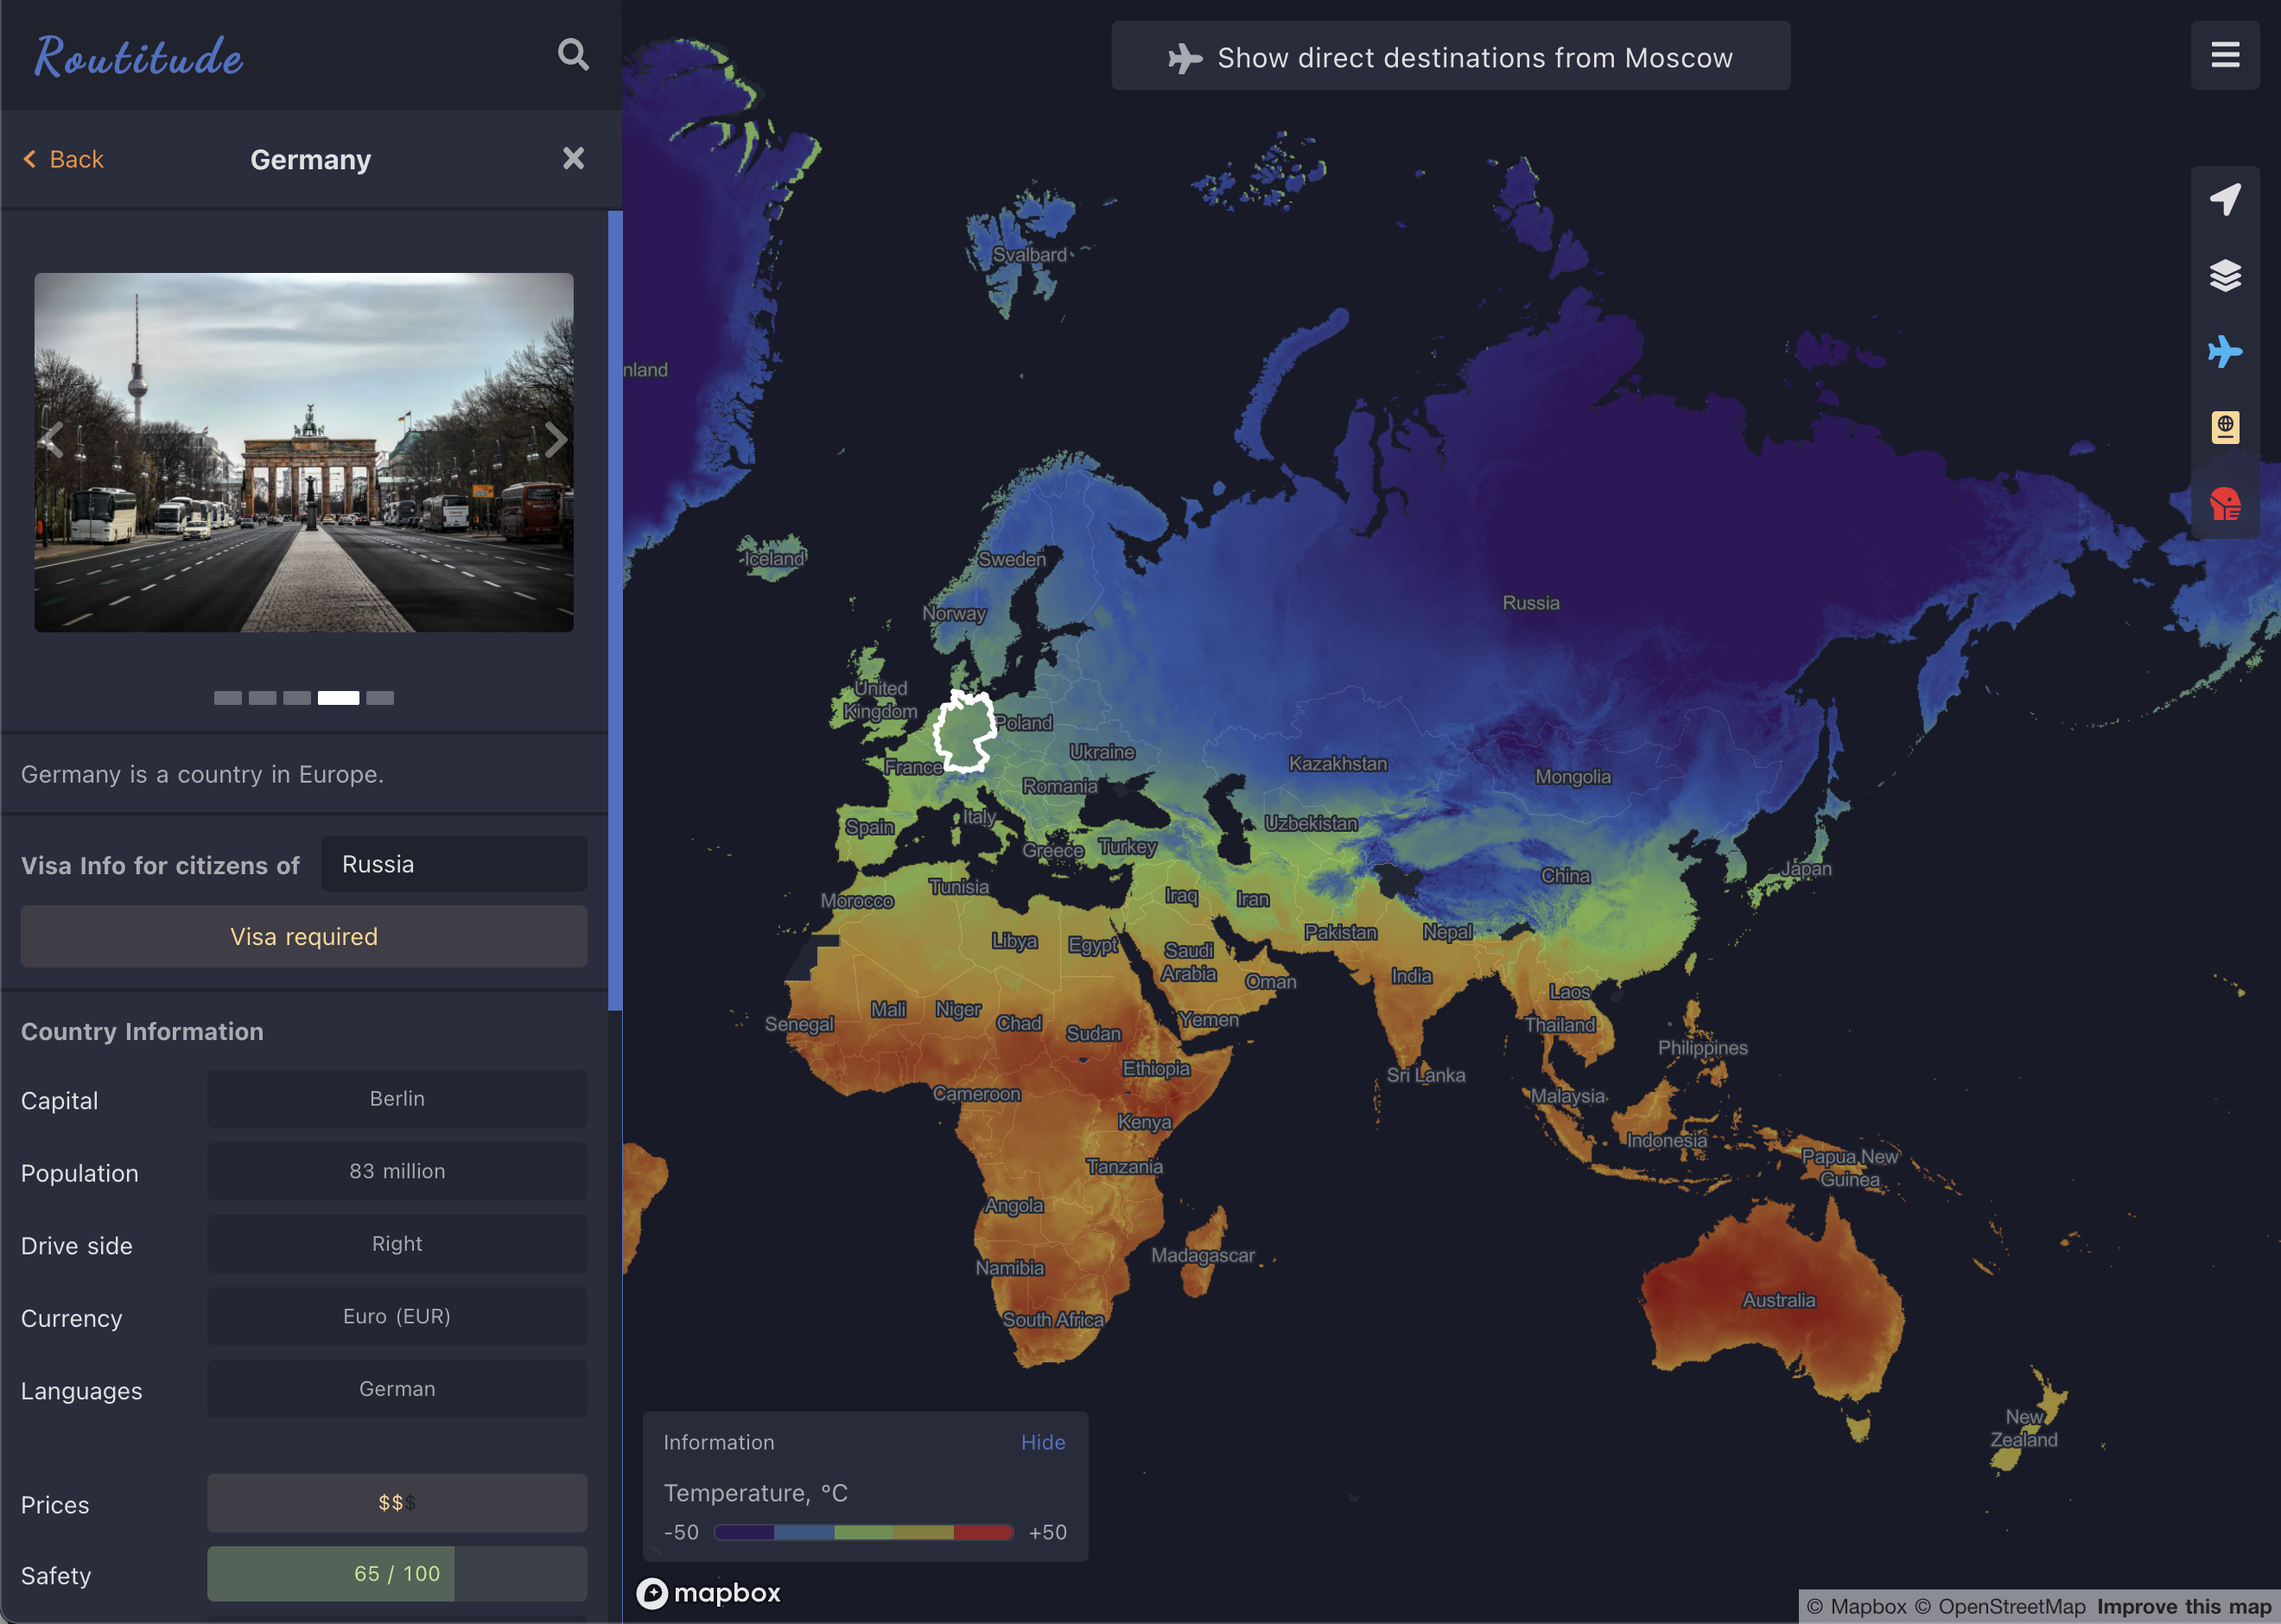 Routitude
Show direct destinations from Moscow
Back
Germany
Germany is a country in Europe.
Visa Info for citizens of
Russia
Visa required
Country Information
Capital
Berlin
Population
83 million
Drive side
Right
Currency
Euro (EUR)
Languages
German
Prices
$$$
Safety
65 / 100
nland
Svalbard
Iceland
Sweden
Norway
Russia
United
Kingdom
Poland
Ukraine
France
Kazakhstan
Mongolia
Romania
Italy
Spain
Uzbekistan
Greece
Turkey
Japan
China
Tunisia
Morocco
Iraq
Iran
Libya
Egypt
Pakistan
Nepal
Saudi
Arabia
India
Oman
Laos
Mali
Niger
Chad
Sudan
Yemen
Senegal
Thailand
Philippines
Ethiopia
Sri Lanka
Cameroon
Malaysia
Kenya
Indonesia
Tanzania
Papua New
Guinea
Angola
Madagascar
Namibia
Australia
South Africa
New
Zealand
Information
Hide
Temperature, °C
-50
+50
mapbox
© Mapbox © OpenStreetMap Improve this map